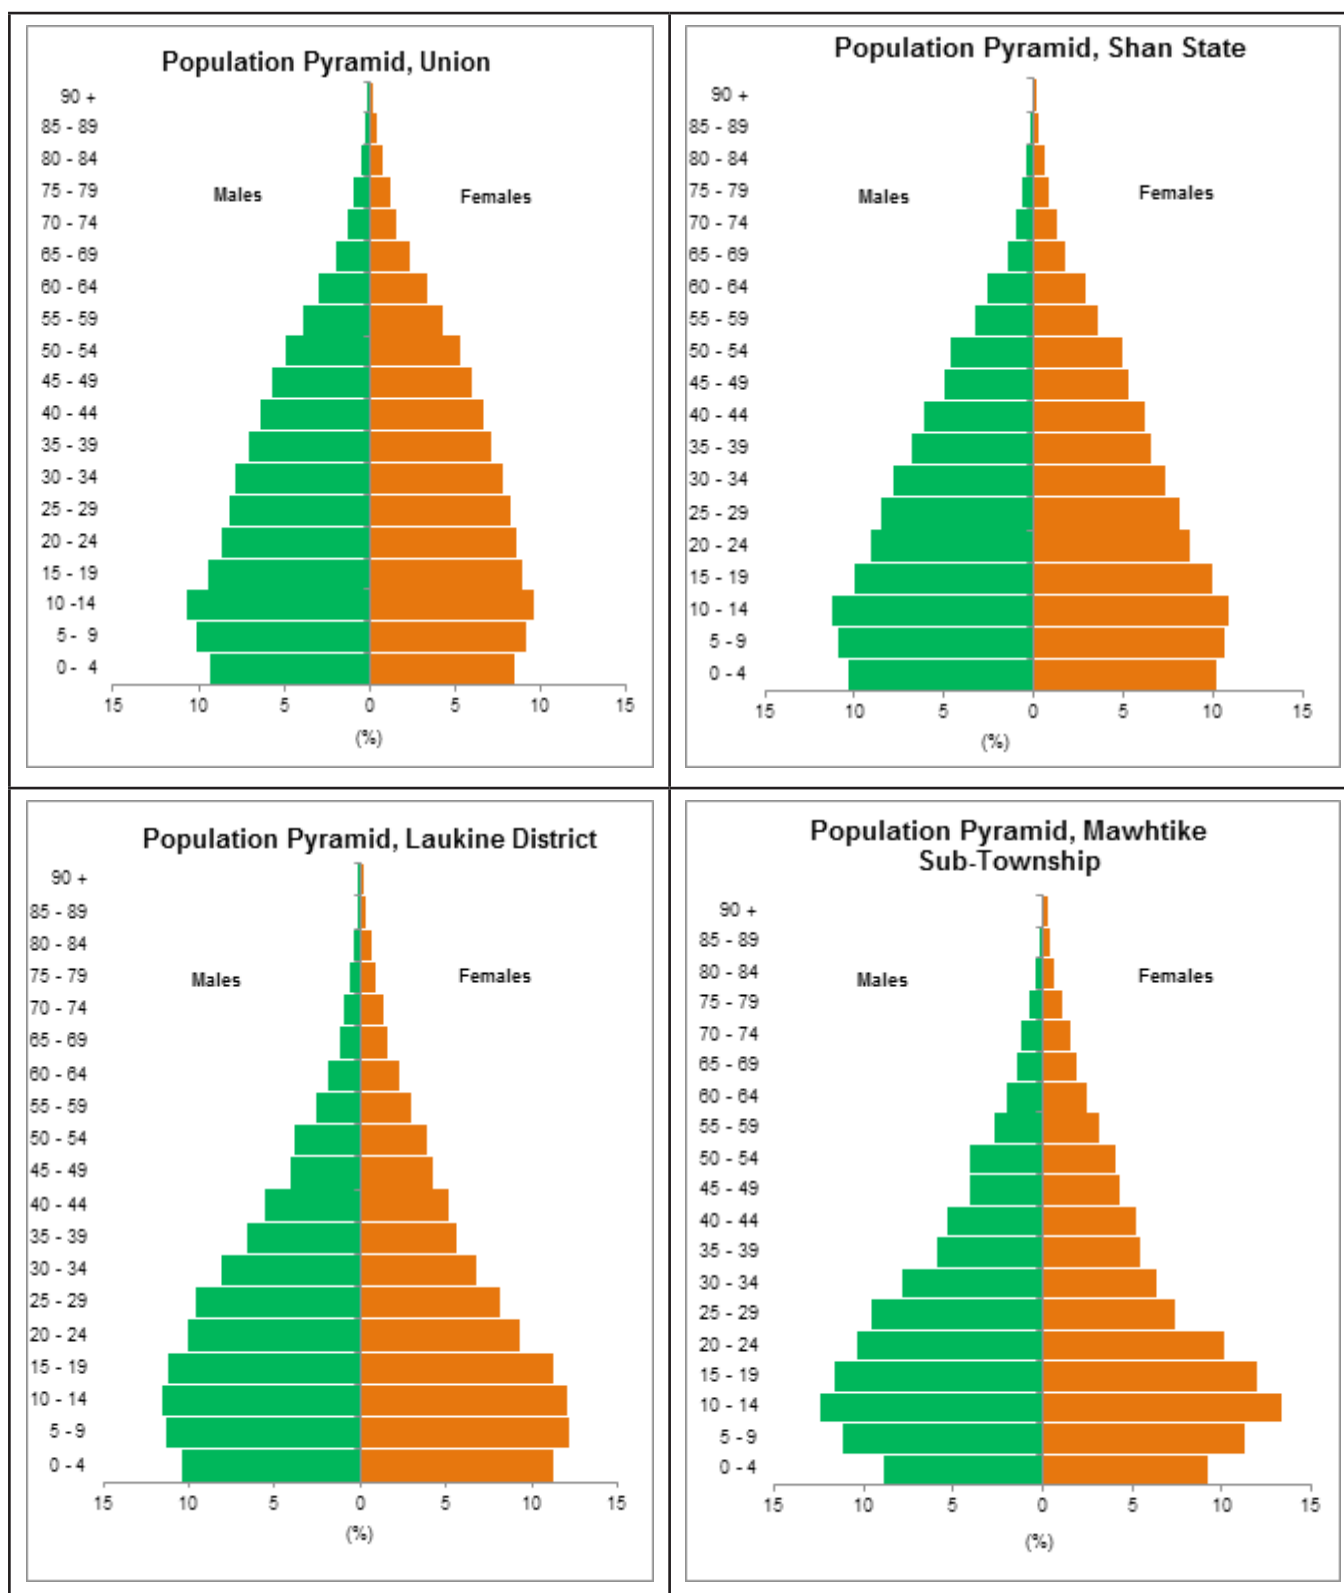 Population Pyramid, Union
90 +
85 - 89
80 - 84
75 - 79
70 - 74
65 - 69
60 - 64
55 - 59
50 - 54
45 - 49
40 - 44
35 - 39
30 - 34
25 - 29
20 - 24
15 - 19
10 -14
5 - 9
0 - 4
Males
Females
15 10 5 0 5 10 15
(%)
Population Pyramid, Shan State
90 +
85 - 89
80 - 84
75 - 79
70 - 74
65 - 69
60 - 64
55 - 59
50 - 54
45 - 49
40 - 44
35 - 39
30 - 34
25 - 29
20 - 24
15 - 19
10 - 14
5 - 9
0 - 4
Males
Females
15 10 5 0 5 10 15
(%)
Population Pyramid, Laukine District
90 +
85 - 89
80 - 84
75 - 79
70 - 74
65 - 69
60 - 64
55 - 59
50 - 54
45 - 49
40 - 44
35 - 39
30 - 34
25 - 29
20 - 24
15 - 19
10 - 14
5 - 9
0 - 4
Males
Females
15 10 5 0 5 10 15
(%)
Population Pyramid, Mawhtike
Sub-Township
90 +
85 - 89
80 - 84
75 - 79
70 - 74
65 - 69
60 - 64
55 - 59
50 - 54
45 - 49
40 - 44
35 - 39
30 - 34
25 - 29
20 - 24
15 - 19
10 - 14
5 - 9
0 - 4
Males
Females
15 10 5 0 5 10 15
(%)